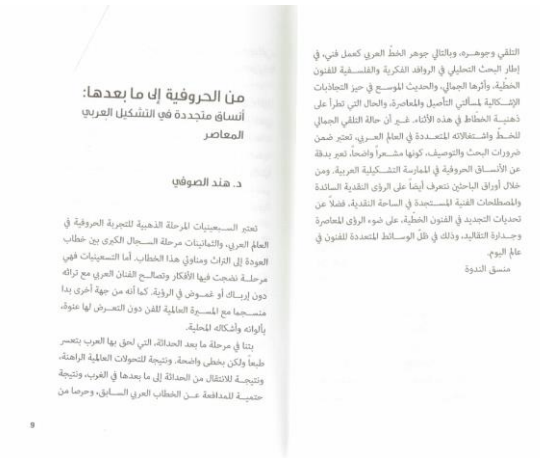 التلقي وجوهره، وبالتالي جوهر الخطّ العربي كعمل فني، في
إطار البحث التحليلي في الروافد الفكرية والفلسفية للفنون
الخطية، وأثرها الجمالي، والحديث الموسع في حيز التجاذبات
الإشكالية لمسألتي التأصيل والمعاصرة، والحال التي تطرأ على
ذهنية الخطاط في هذه الأثناء. غير أن حالة التلقي الجمالي
للخطّ واشتغالاته المتعددة في العالم العربي، تعتبر ضمن
ضرورات البحث والتوصيف، كونها مشعراً واضحاً، تعبر بدقة
عن الأنساق الحروفية في الممارسة التشكيلية العربية. ومن
خلال أوراق الباحثين نتعرف أيضاً على الرؤى النقدية السائدة
والمصطلحات الفنية المستجدة في الساحة النقدية، فضلاً عن
تحديات التجديد في الفنون الخطّية، على ضوء الرؤى المعاصرة
وجدارة التقاليد، وذلك في ظلّ الوسائط المتعددة للفنون في
عالم اليوم.
منسق الندوة
من الحروفية إلى ما بعدها:
أنساق متجددة في التشكيل العربي
المعاصر
د. هند الصوفي
تعتبر السبعينيات المرحلة الذهبية للتجربة الحروفية في
العالم العربي، والثمانينات مرحلة السجال الكبرى بين خطاب
العودة إلى التراث ومناوئي هذا الخطاب. أما التسعينيات فهي
مرحلة نضجت فيها الأفكار وتصالح الفنان العربي مع تراثه
دون إرباك أو غموض في الرؤية. كما أنه من جهة أخرى بدا
منسجما مع المسيرة العالمية للفن دون التعرض لها عنوة،
بألوانه وأشكاله المحلية.
بتنا في مرحلة ما بعد الحداثة، التي لحق بها العرب بتعسر
طبعاً ولكن بخطى واضحة. ونتيجة للتحولات العالمية الراهنة،
ونتيجة للانتقال من الحداثة إلى ما بعدها في الغرب، ونتيجة
حتمية للمدافعة عن الخطاب العربي السابق، وحرصا من
9